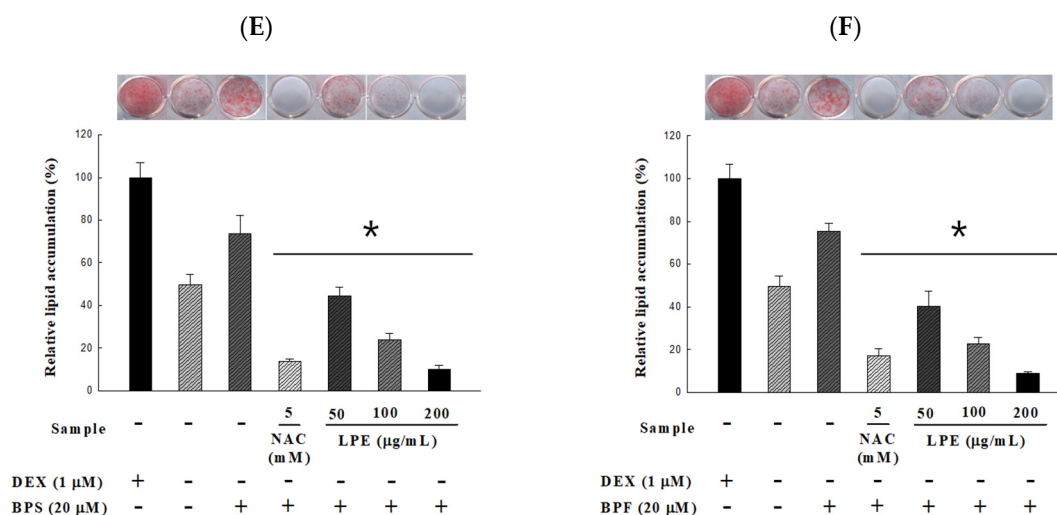 (E)
120
100
80
60
40
20
0
Relative lipid accumulation (%)
*
Sample - - - 5 50 100 200
NAC LPE (μg/mL)
(mM)
DEX (1 μM) + - - - - - -
BPS (20 μM) - - + + + + +
(F)
120
100
80
60
40
20
0
Relative lipid accumulation (%)
*
Sample - - - 5 50 100 200
NAC LPE (μg/mL)
(mM)
DEX (1 μM) + - - - - - -
BPF (20 μM) - - + + + + +